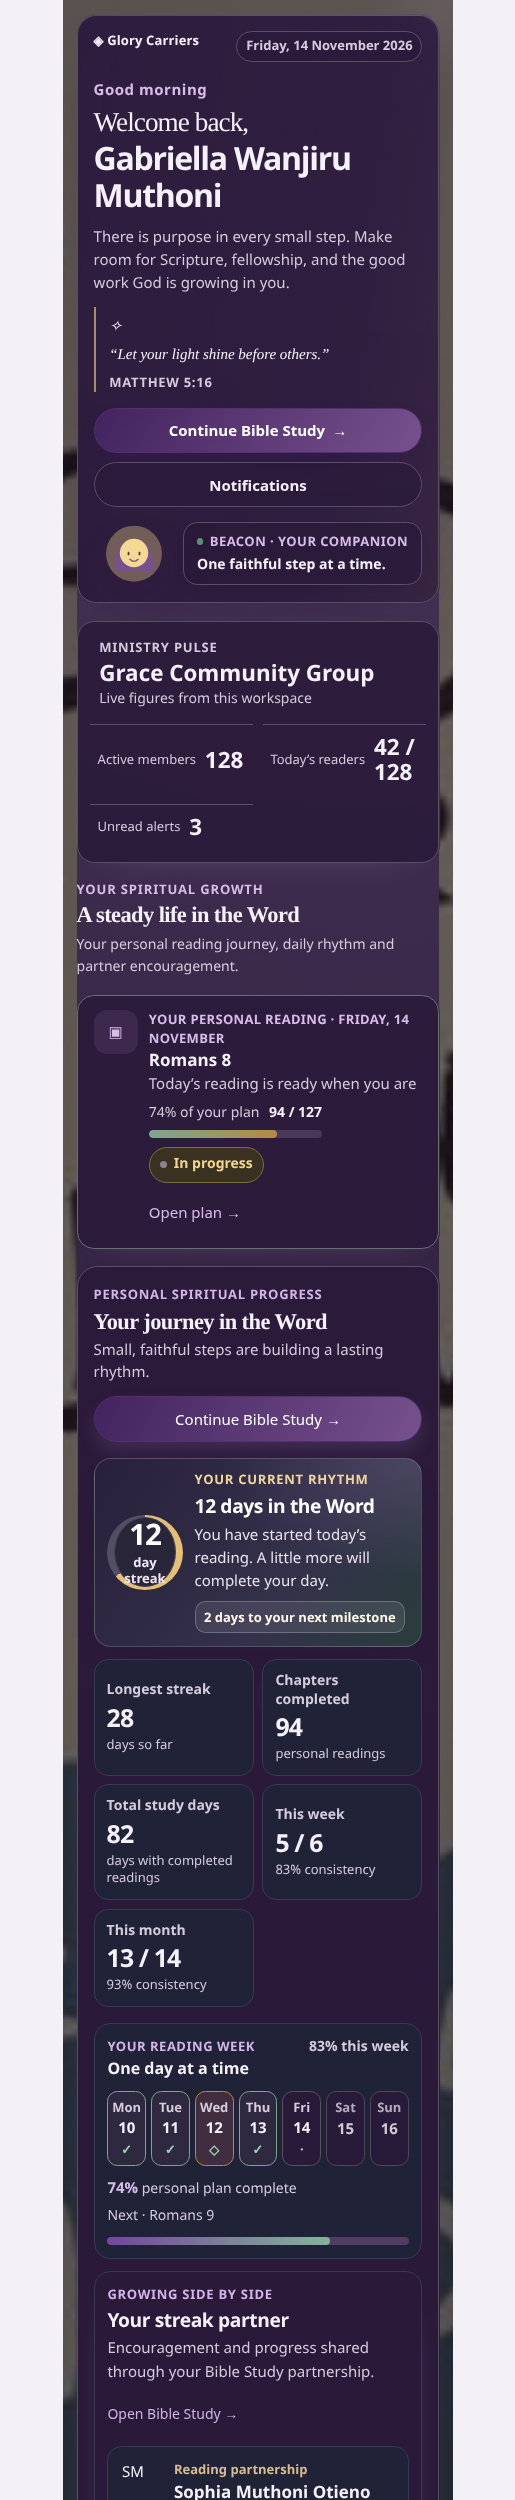 ◈ Glory Carriers
Friday, 14 November 2026
Good morning
Welcome back,
Gabriella Wanjiru
Muthoni
There is purpose in every small step. Make
room for Scripture, fellowship, and the good
work God is growing in you.
✧
“Let your light shine before others.”
MATTHEW 5:16
Continue Bible Study →
Notifications
BEACON · YOUR COMPANION
One faithful step at a time.
MINISTRY PULSE
Grace Community Group
Live figures from this workspace
Active members 128
Today’s readers 42 /
128
Unread alerts 3
YOUR SPIRITUAL GROWTH
A steady life in the Word
Your personal reading journey, daily rhythm and
partner encouragement.
▣
YOUR PERSONAL READING · FRIDAY, 14
NOVEMBER
Romans 8
Today’s reading is ready when you are
74% of your plan 94 / 127
In progress
Open plan →
PERSONAL SPIRITUAL PROGRESS
Your journey in the Word
Small, faithful steps are building a lasting
rhythm.
Continue Bible Study →
12
day
streak
YOUR CURRENT RHYTHM
12 days in the Word
You have started today’s
reading. A little more will
complete your day.
2 days to your next milestone
Longest streak
28
days so far
Chapters
completed
94
personal readings
Total study days
82
days with completed
readings
This week
5 / 6
83% consistency
This month
13 / 14
93% consistency
YOUR READING WEEK
83% this week
One day at a time
Mon Tue Wed Thu Fri Sat Sun
10 11 12 13 14 15 16
✓ ✓ ◇ ✓ ·
74% personal plan complete
Next · Romans 9
GROWING SIDE BY SIDE
Your streak partner
Encouragement and progress shared
through your Bible Study partnership.
Open Bible Study →
SM
Reading partnership
Sophia Muthoni Otieno